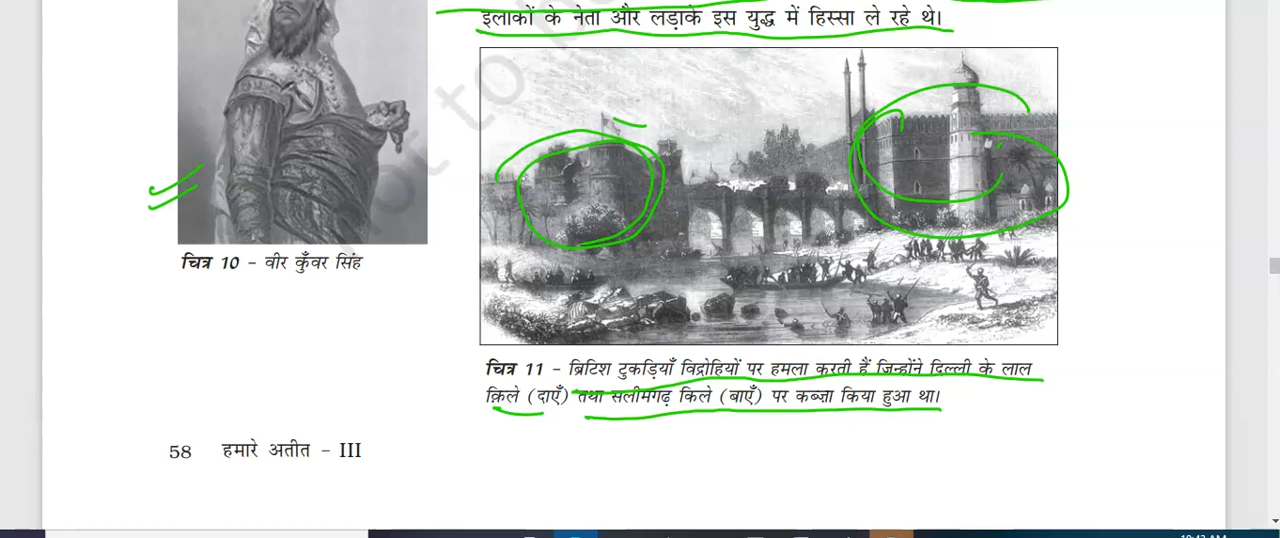 इलाकों के नेता और लड़ाके इस युद्ध में हिस्सा ले रहे थे।
चित्र 10 – वीर कुँवर सिंह
चित्र 11 – ब्रिटिश टुकड़ियाँ विद्रोहियों पर हमला करती हैं जिन्होंने दिल्ली के लाल
क़िले (दाएँ) तथा सलीमगढ़ किले (बाएँ) पर कब्ज़ा किया हुआ था।
58 हमारे अतीत – III